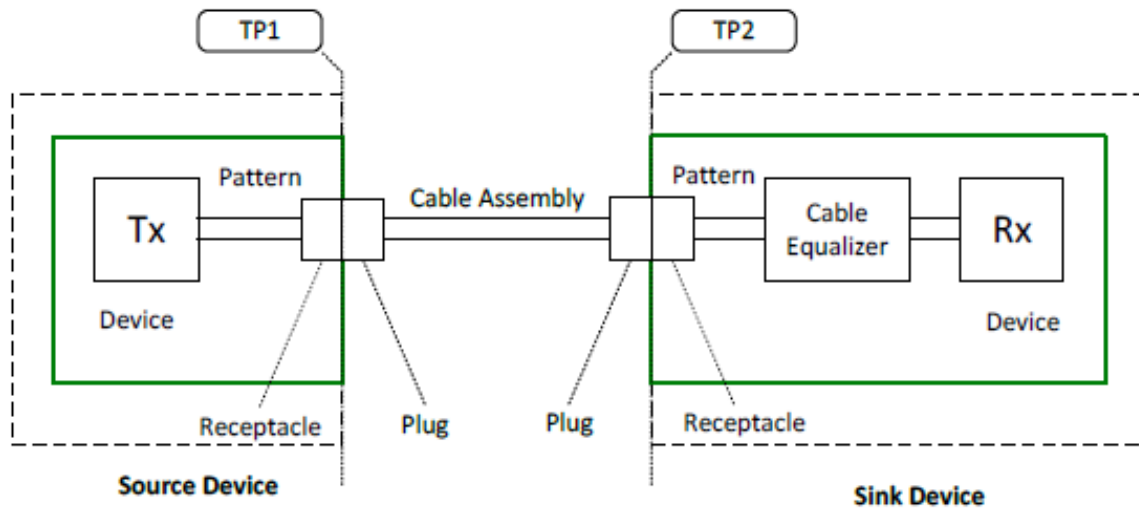 TP1
TP2
Pattern
Pattern
Cable Assembly
Tx
Cable
Equalizer
Rx
Device
Device
Receptacle
Plug
Plug
Receptacle
Source Device
Sink Device